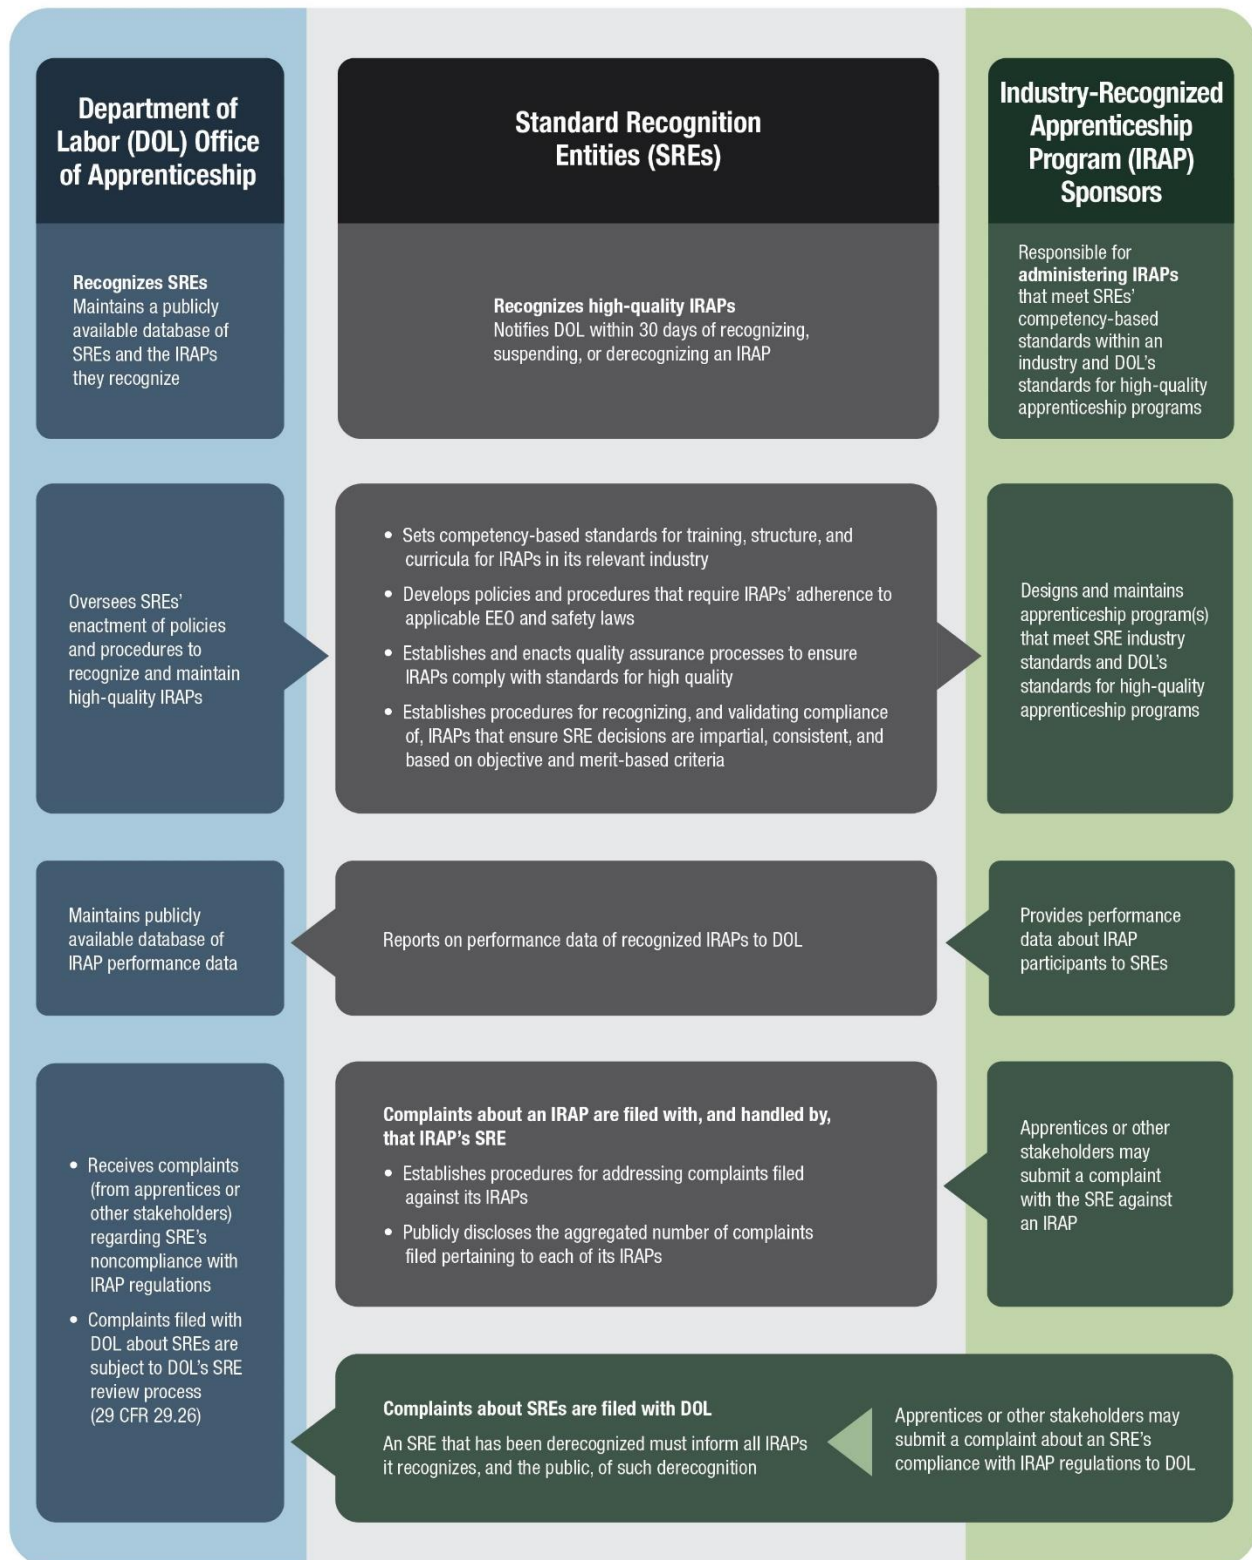 Department of
Labor (DOL) Office
of Apprenticeship
Standard Recognition
Entities (SREs)
Industry-Recognized
Apprenticeship
Program (IRAP)
Sponsors
Recognizes SREs
Maintains a publicly
available database of
SREs and the IRAPs
they recognize
Recognizes high-quality IRAPs
Notifies DOL within 30 days of recognizing,
suspending, or derecognizing an IRAP
Responsible for
administering IRAPs
that meet SREs'
competency-based
standards within an
industry and DOL's
standards for high-quality
apprenticeship programs
Oversees SREs'
enactment of policies
and procedures to
recognize and maintain
high-quality IRAPs
• Sets competency-based standards for training, structure, and
curricula for IRAPs in its relevant industry
• Develops policies and procedures that require IRAPs' adherence to
applicable EEO and safety laws
• Establishes and enacts quality assurance processes to ensure
IRAPs comply with standards for high quality
• Establishes procedures for recognizing, and validating compliance
of, IRAPs that ensure SRE decisions are impartial, consistent, and
based on objective and merit-based criteria
Designs and maintains
apprenticeship program(s)
that meet SRE industry
standards and DOL's
standards for high-quality
apprenticeship programs
Maintains publicly
available database of
IRAP performance data
Reports on performance data of recognized IRAPs to DOL
Provides performance
data about IRAP
participants to SREs
• Receives complaints
(from apprentices or
other stakeholders)
regarding SRE's
noncompliance with
IRAP regulations
• Complaints filed with
DOL about SREs are
subject to DOL's SRE
review process
(29 CFR 29.26)
Complaints about an IRAP are filed with, and handled by,
that IRAP's SRE
• Establishes procedures for addressing complaints filed
against its IRAPs
• Publicly discloses the aggregated number of complaints
filed pertaining to each of its IRAPs
Apprentices or other
stakeholders may
submit a complaint
with the SRE against
an IRAP
Complaints about SREs are filed with DOL
An SRE that has been derecognized must inform all IRAPs
it recognizes, and the public, of such derecognition
Apprentices or other stakeholders may
submit a complaint about an SRE's
compliance with IRAP regulations to DOL